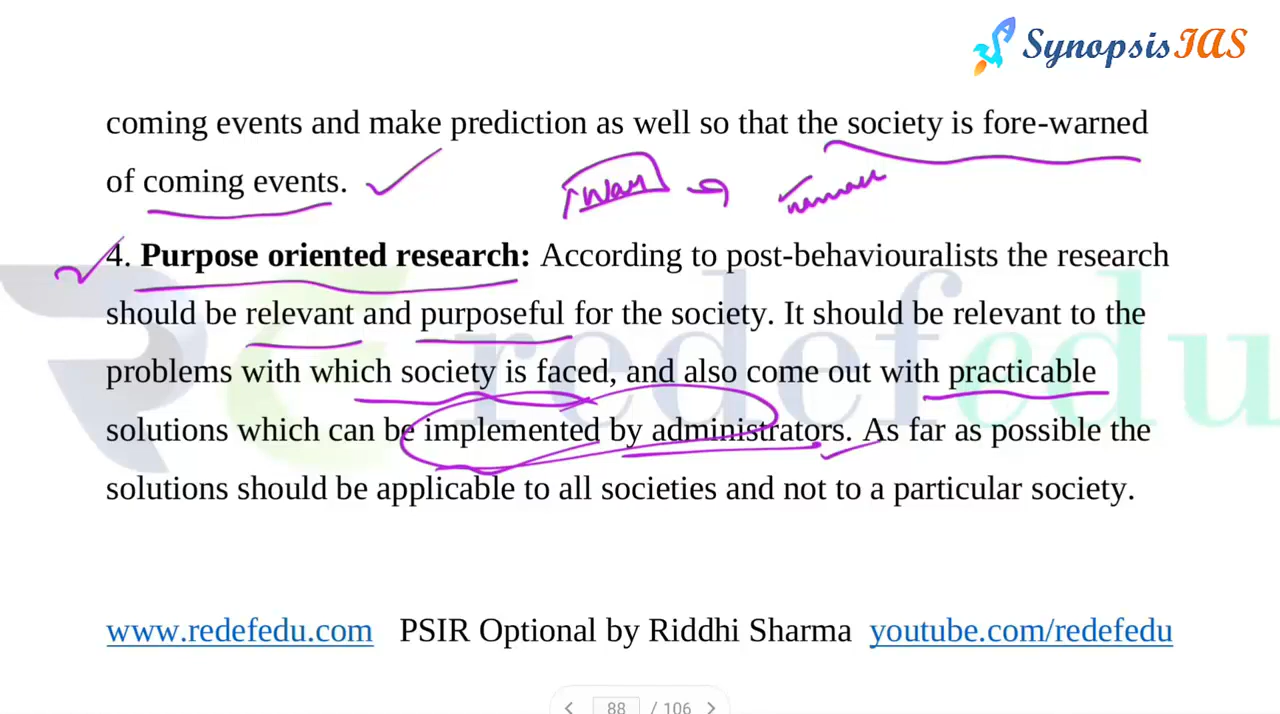 SynopsisIAS
coming events and make prediction as well so that the society is fore-warned
of coming events.
War
4. Purpose oriented research: According to post-behaviouralists the research
should be relevant and purposeful for the society. It should be relevant to the
problems with which society is faced, and also come out with practicable
solutions which can be implemented by administrators. As far as possible the
solutions should be applicable to all societies and not to a particular society.
redefedu
www.redefedu.com PSIR Optional by Riddhi Sharma youtube.com/redefedu
88 / 106